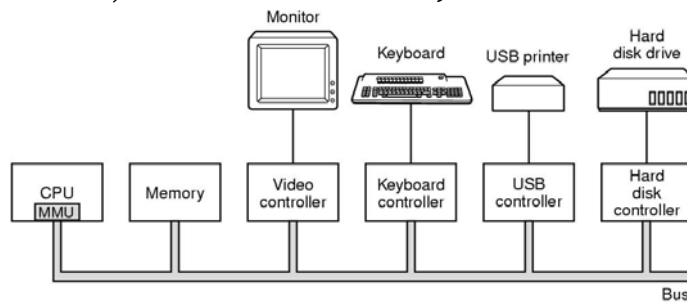 Monitor
Keyboard
USB printer
Hard
disk drive
CPU
MMU
Memory
Video
controller
Keyboard
controller
USB
controller
Hard
disk
controller
Bus